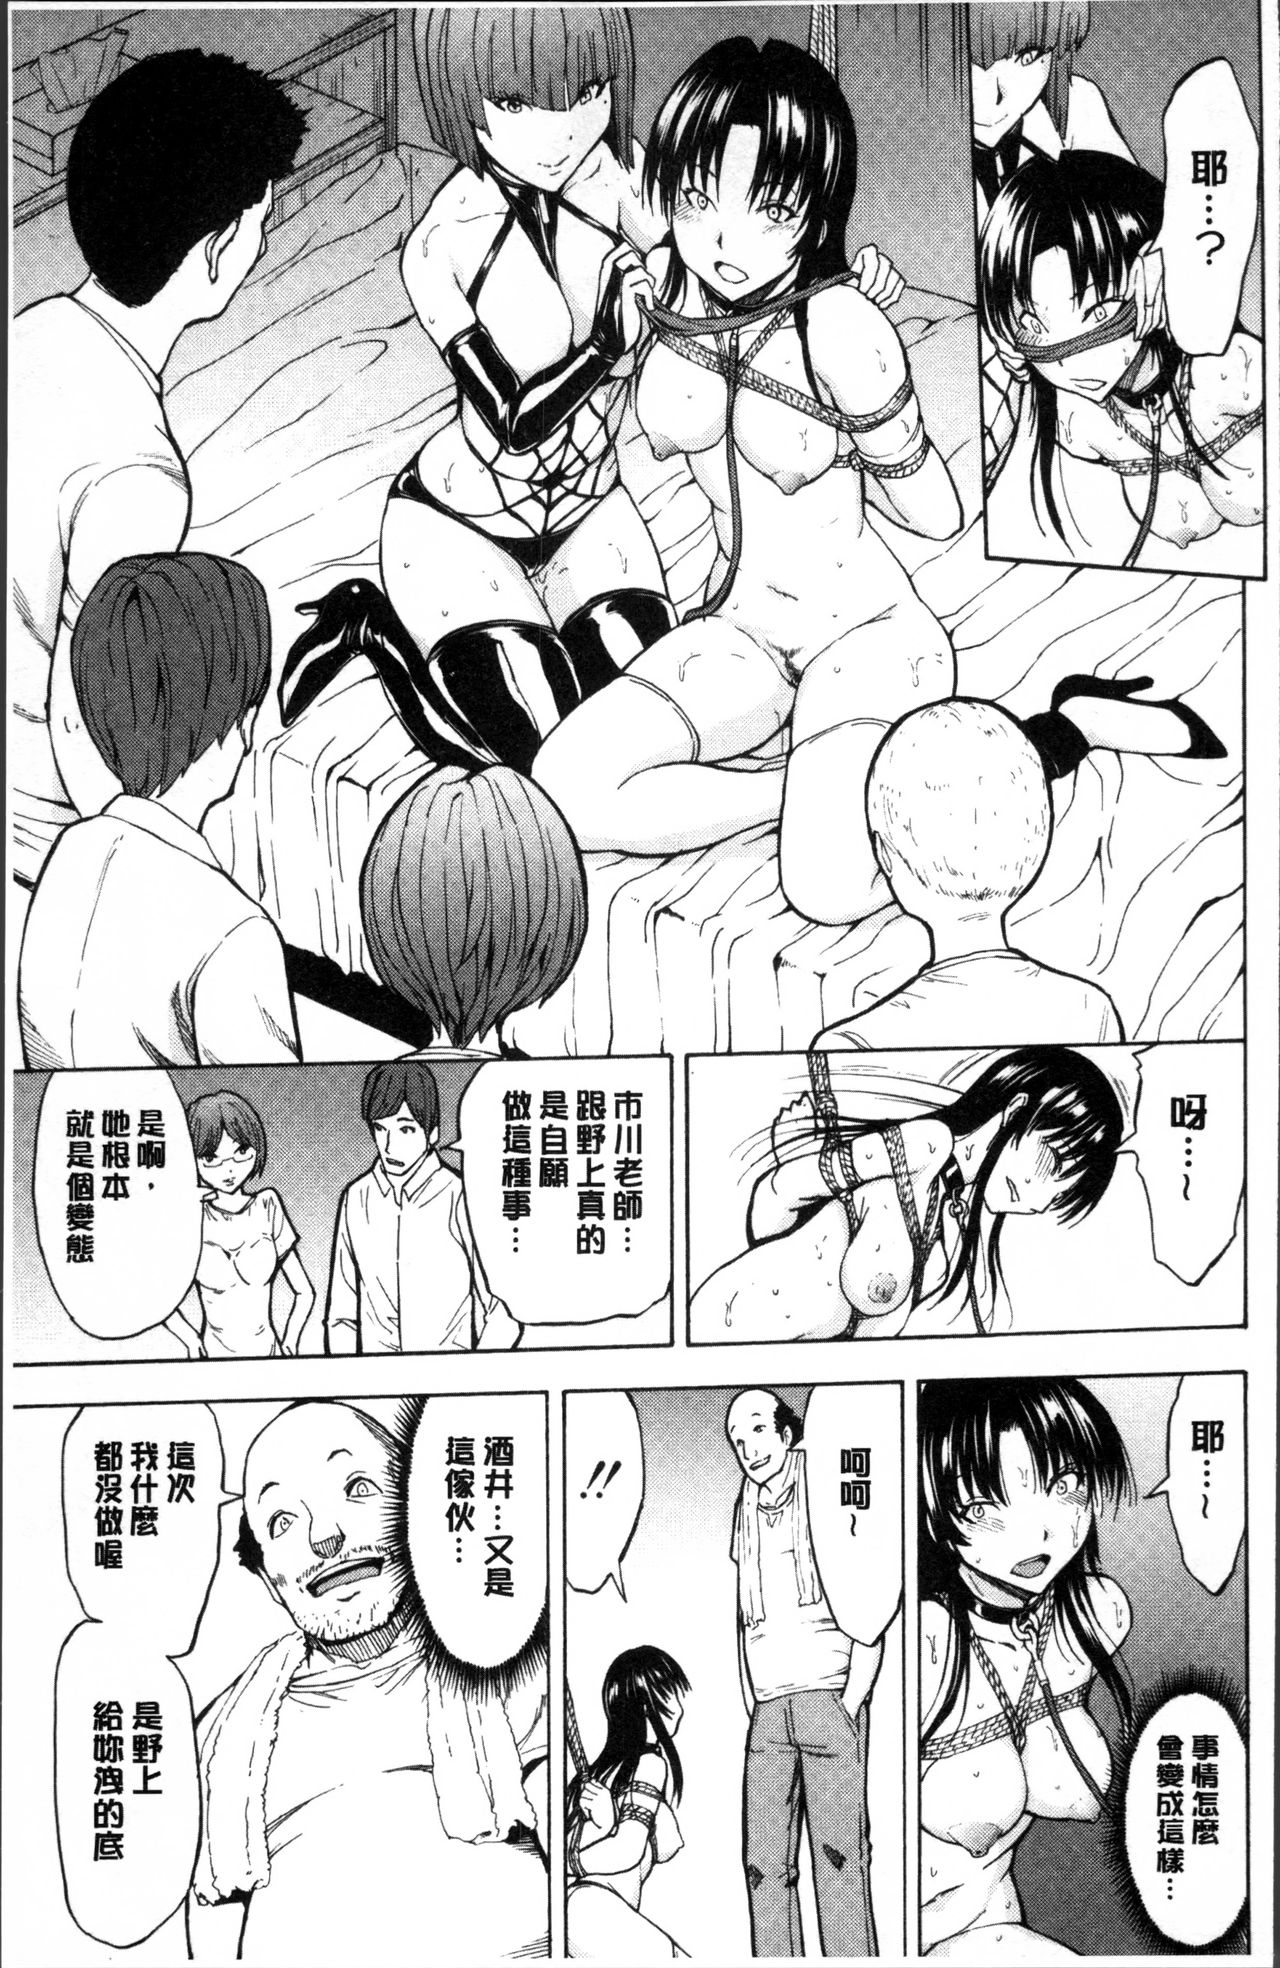 耶…?
呀…~
市川老師…
跟野上真的
是自願
做這種事…
是啊，
她根本
就是個變態
耶…~
事情怎麼
會變成這樣…
呵呵~
!!
酒井…又是
這傢伙…
這次
我什麼
都沒做喔
是野上
給妳洩的底